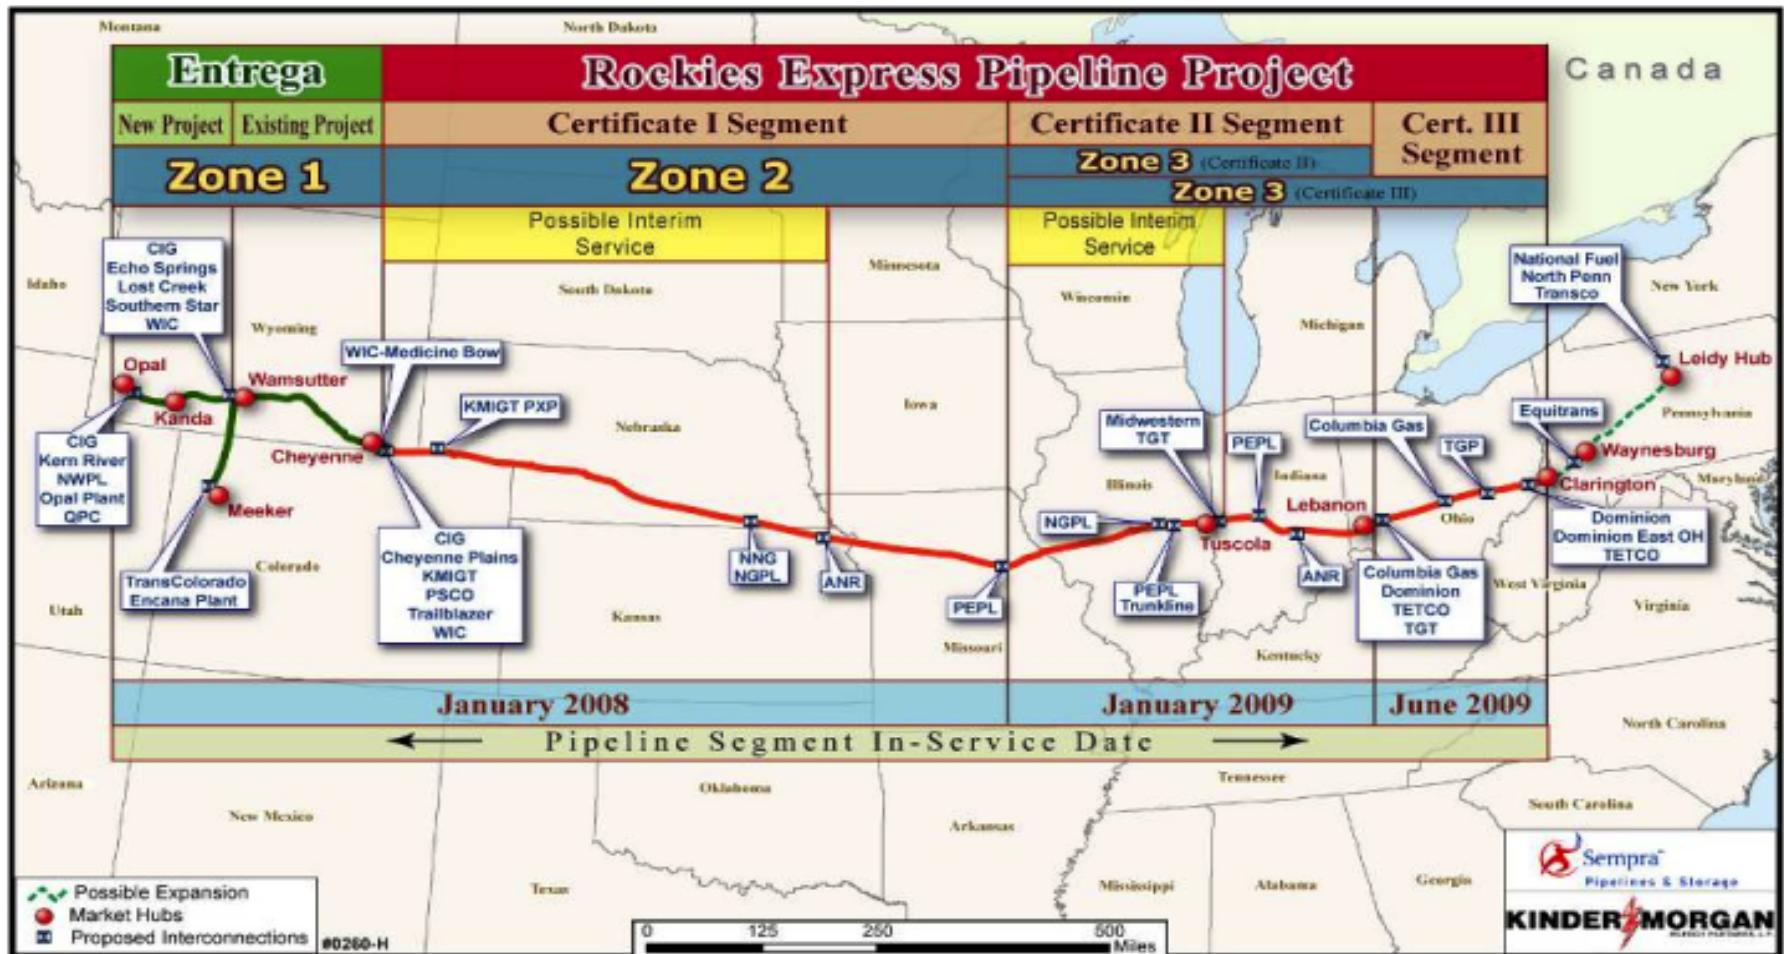 Montana
North Dakota
Entrega
Rockies Express Pipeline Project
Canada
New Project
Existing Project
Certificate I Segment
Certificate II Segment
Cert. III
Segment
Zone 1
Zone 2
Zone 3 (Certificate II)
Zone 3 (Certificate III)
Possible Interim
Service
Possible Interim
Service
CIG
Echo Springs
Lost Creek
Southern Star
WIC
National Fuel
North Penn
Transco
Idaho
Wyoming
South Dakota
Minnesota
Wisconsin
Michigan
New York
WIC-Medicine Bow
Opal
Kanda
Wamsutter
Leidy Hub
KMIGT PXP
Iowa
Nebraska
Midwestern
TGT
PEPL
Columbia Gas
TGP
Equitrans
Pennsylvania
CIG
Kern River
NWPL
Opal Plant
QPC
Cheyenne
Waynesburg
Meeker
Illinois
Indiana
Lebanon
Clarington
Maryland
NGPL
Tuscola
Ohio
Dominion
Dominion East OH
TETCO
CIG
Cheyenne Plains
KMIGT
PSCO
Trailblazer
WIC
NNG
NGPL
ANR
TransColorado
Encana Plant
Colorado
PEPL
PEPL
Trunkline
ANR
Columbia Gas
Dominion
TETCO
TGT
West Virginia
Virginia
Utah
Kansas
Missouri
Kentucky
January 2008
January 2009
June 2009
Pipeline Segment In-Service Date
North Carolina
Arizona
New Mexico
Oklahoma
Arkansas
Tennessee
South Carolina
Texas
Mississippi
Alabama
Georgia
Possible Expansion
Market Hubs
Proposed Interconnections
#0260-H
0 125 250 500
Miles
Sempra
Pipelines & Storage
KINDER MORGAN